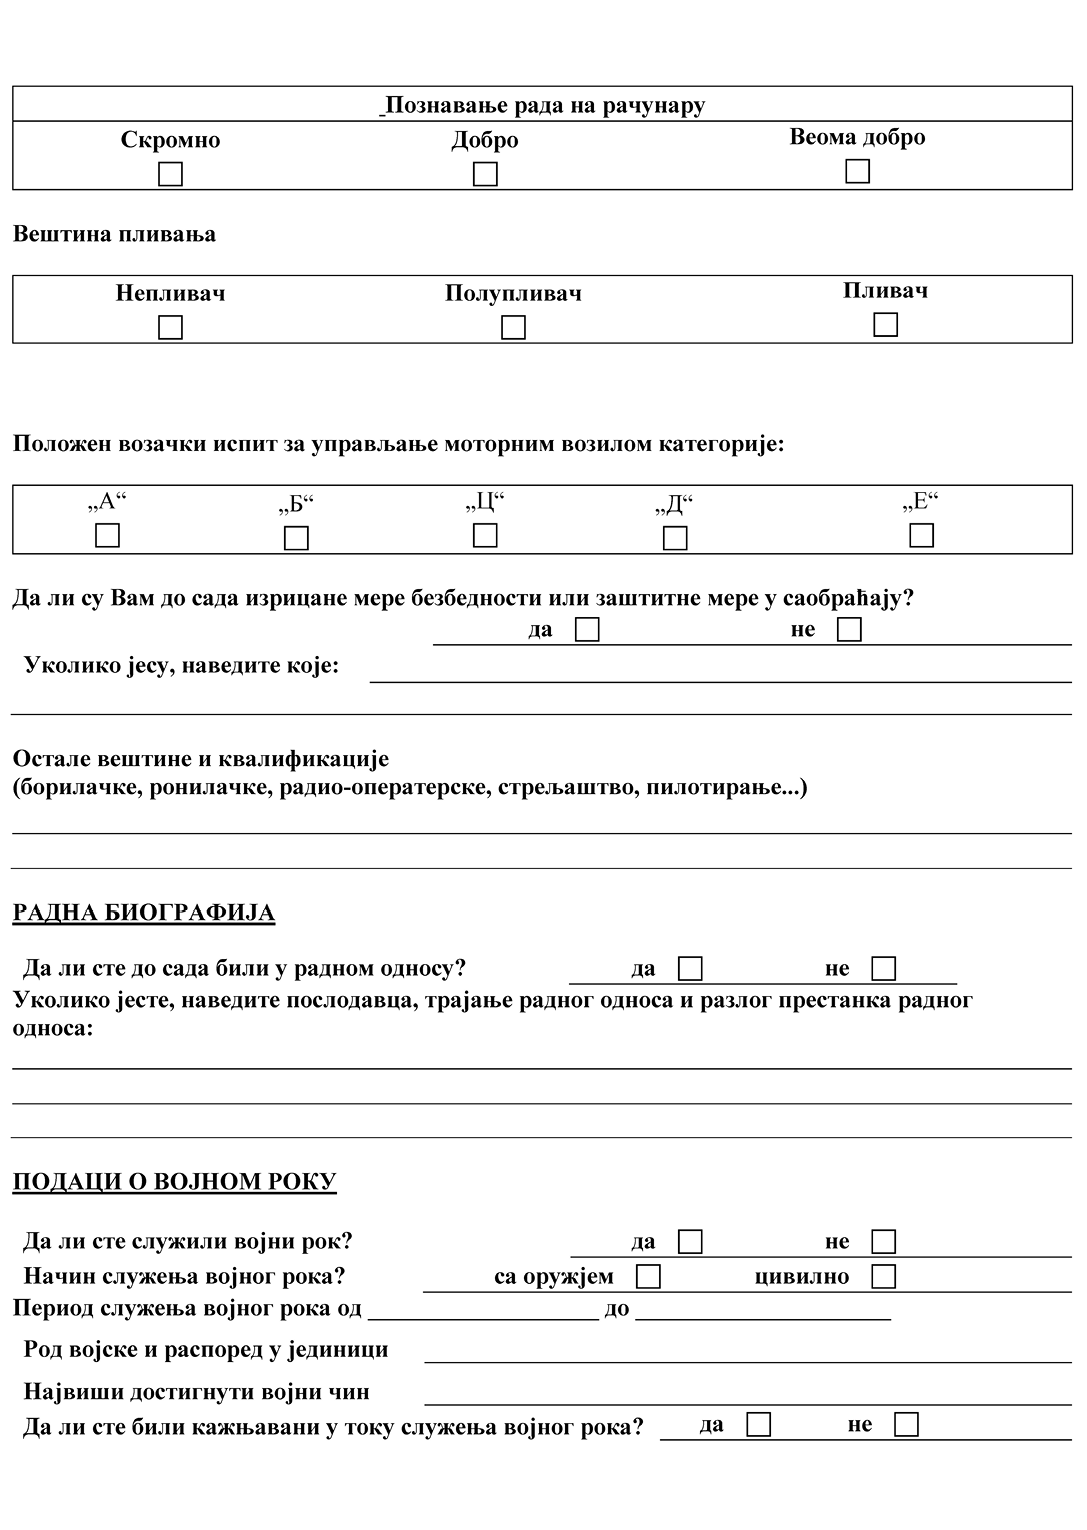 Познавање рада на рачунару
Скромно Добро Веома добро
Вештина пливања
Непливач Полупливач Пливач
Положен возачки испит за управљање моторним возилом категорије:
„А“ „Б“ „Ц“ „Д“ „Е“
Да ли су Вам до сада изрицане мере безбедности или заштитне мере у саобраћају?
да не
Уколико јесу, наведите које:
Остале вештине и квалификације
(борилачке, ронилачке, радио-оператерске, стрељаштво, пилотирање...)
РАДНА БИОГРАФИЈА
Да ли сте до сада били у радном односу? да не
Уколико јесте, наведите послодавца, трајање радног односа и разлог престанка радног
односа:
ПОДАЦИ О ВОЈНОМ РОКУ
Да ли сте служили војни рок? да не
Начин служења војног рока? са оружјем цивилно
Период служења војног рока од ____ до ____
Род војске и распоред у јединици
Највиши достигнути војни чин
Да ли сте били кажњавани у току служења војног рока? да не